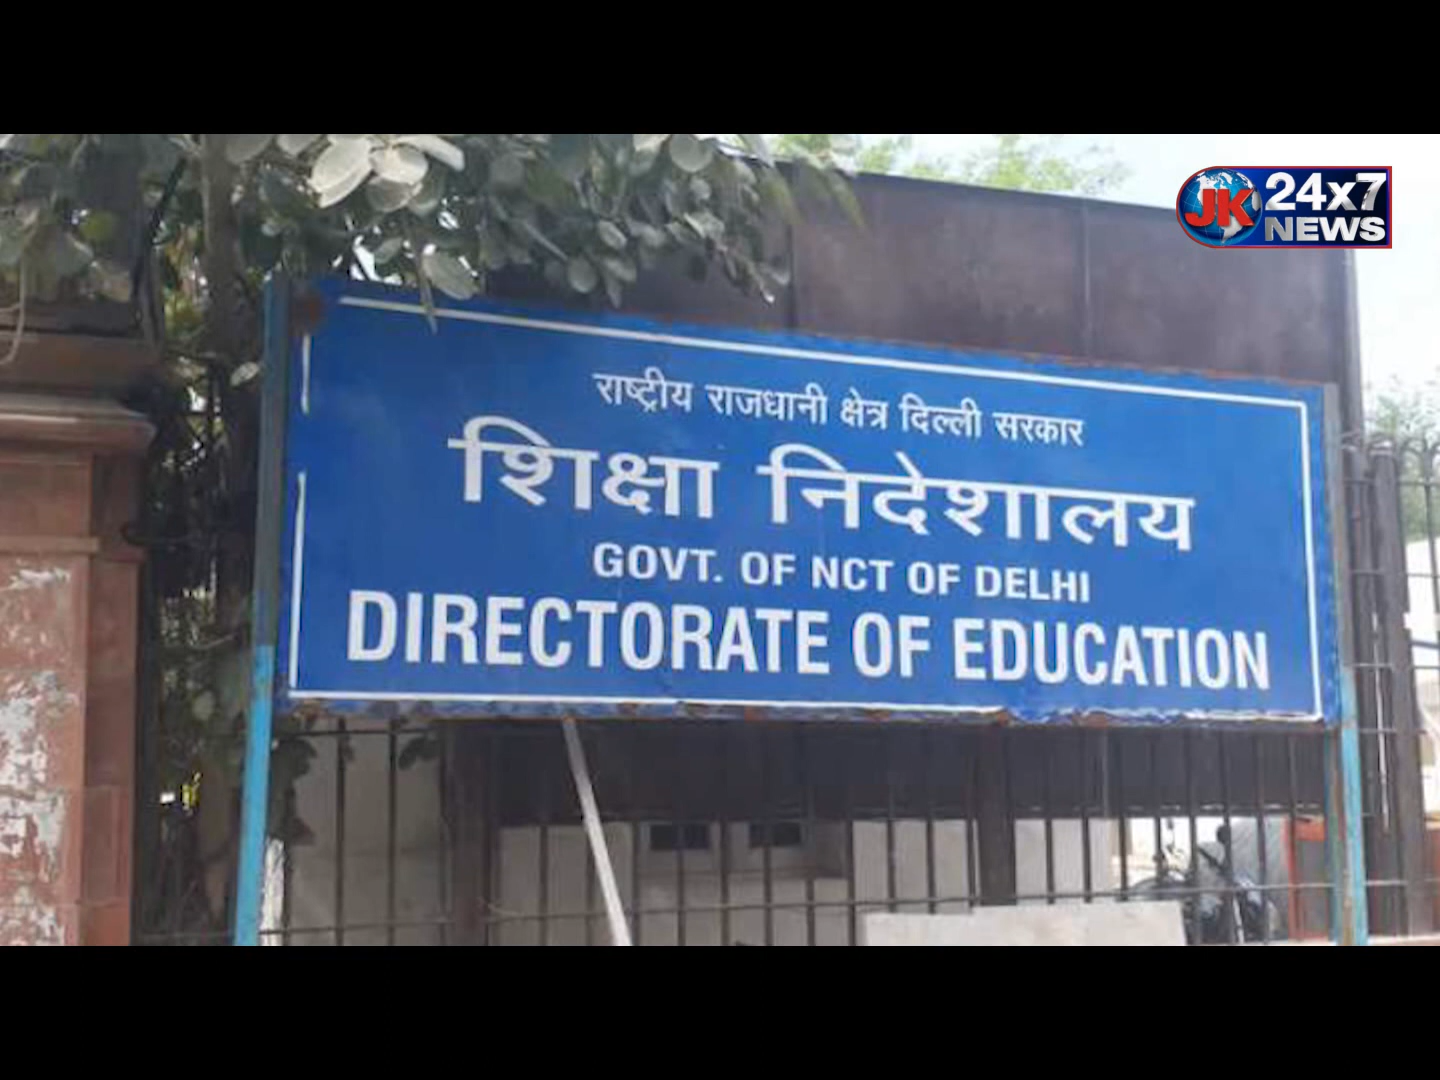 JK 24x7
NEWS
राष्ट्रीय राजधानी क्षेत्र दिल्ली सरकार
शिक्षा निदेशालय
GOVT. OF NCT OF DELHI
DIRECTORATE OF EDUCATION